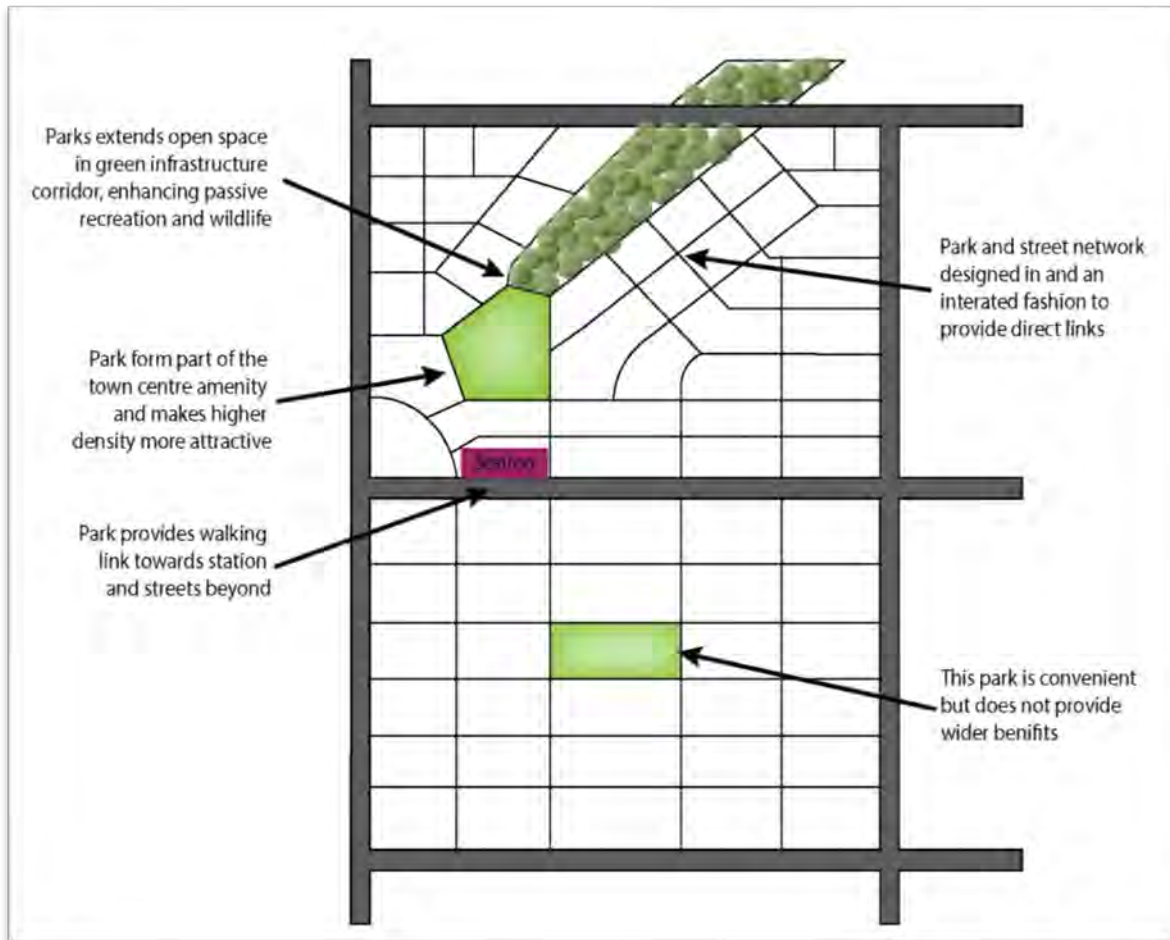 Parks extends open space
in green infrastructure
corridor, enhancing passive
recreation and wildlife
Park and street network
designed in and an
interated fashion to
provide direct links
Park form part of the
town centre amenity
and makes higher
density more attractive
Park provides walking
link towards station
and streets beyond
This park is convenient
but does not provide
wider benifits